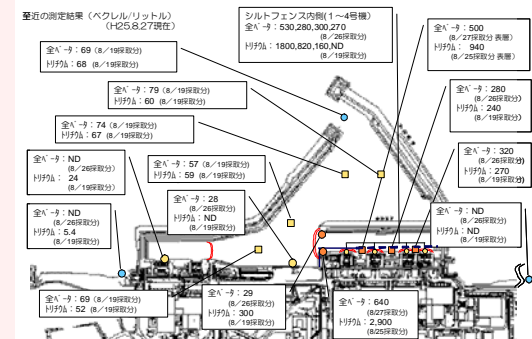 至近の測定結果（ベクレル/リットル）
（H25.8.27現在）
シルトフェンス内側（1～4号機）
全ベータ：530,280,300,270
（8/26採取分）
トリチウム：1800,820,160,ND
（8/19採取分）
全ベータ：500
（8/27採取分 表層）
トリチウム： 940
（8/25採取分 表層）
全ベータ：69（8/19採取分）
トリチウム：68（8/19採取分）
全ベータ：79（8/19採取分）
トリチウム：60（8/19採取分）
全ベータ：280
（8/26採取分）
トリチウム：240
（8/19採取分）
全ベータ：74（8/19採取分）
トリチウム：67（8/19採取分）
全ベータ：320
（8/26採取分）
トリチウム：270
（8/19採取分）
全ベータ：ND
（8/26採取分）
トリチウム：24
（8/19採取分）
全ベータ：57（8/19採取分）
トリチウム：59（8/19採取分）
全ベータ：28
（8/26採取分）
トリチウム：ND
（8/19採取分）
全ベータ：ND
（8/26採取分）
トリチウム：5.4
（8/19採取分）
全ベータ：ND
（8/26採取分）
トリチウム：ND
（8/19採取分）
全ベータ：69（8/19採取分）
トリチウム：52（8/19採取分）
全ベータ：29
（8/26採取分）
トリチウム：300
（8/19採取分）
全ベータ：640
（8/27採取分）
トリチウム：2,900
（8/25採取分）